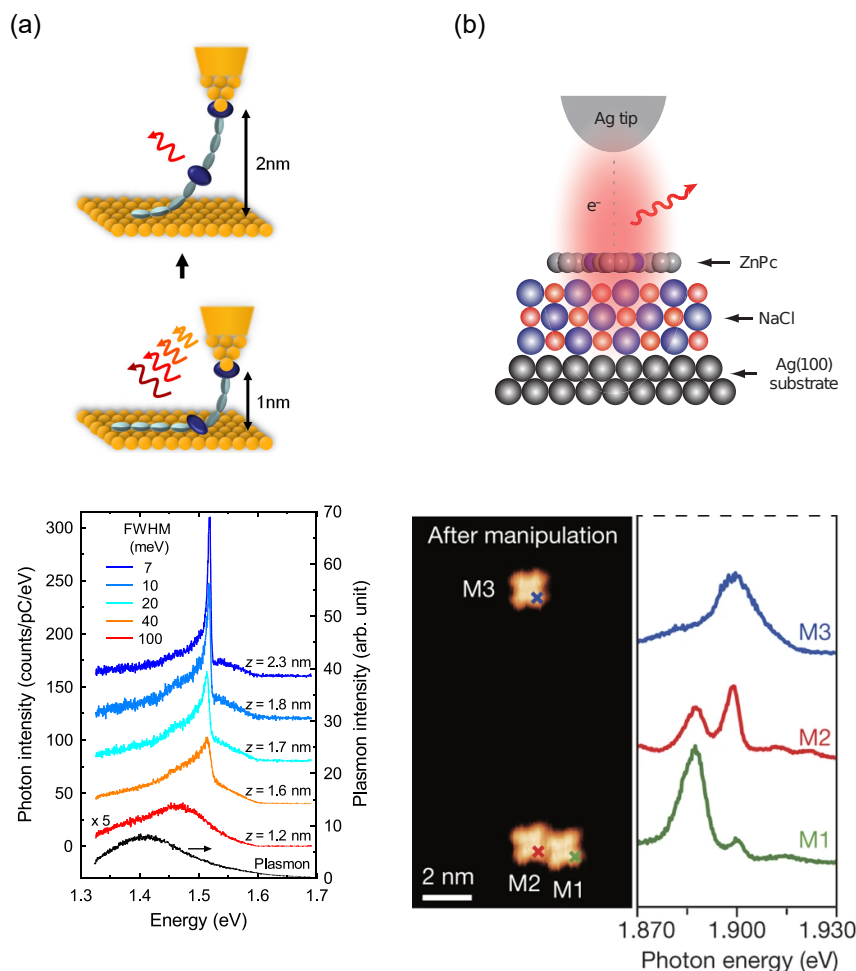 (a)
2nm
1nm
(b)
Ag tip
e-
ZnPc
NaCl
Ag(100)
substrate
Photon intensity (counts/pC/eV)
300
250
200
150
100
50
0
FWHM
(meV)
7
10
20
40
100
z = 2.3 nm
z = 1.8 nm
z = 1.7 nm
z = 1.6 nm
x 5
z = 1.2 nm
Plasmon
70
60
50
40
30
20
10
0
Plasmon intensity (arb. unit)
1.4 1.5 1.6 1.7
Energy (eV)
After manipulation
M3
M2
M1
2 nm
M3
M2
M1
1.870 1.900 1.930
Photon energy (eV)